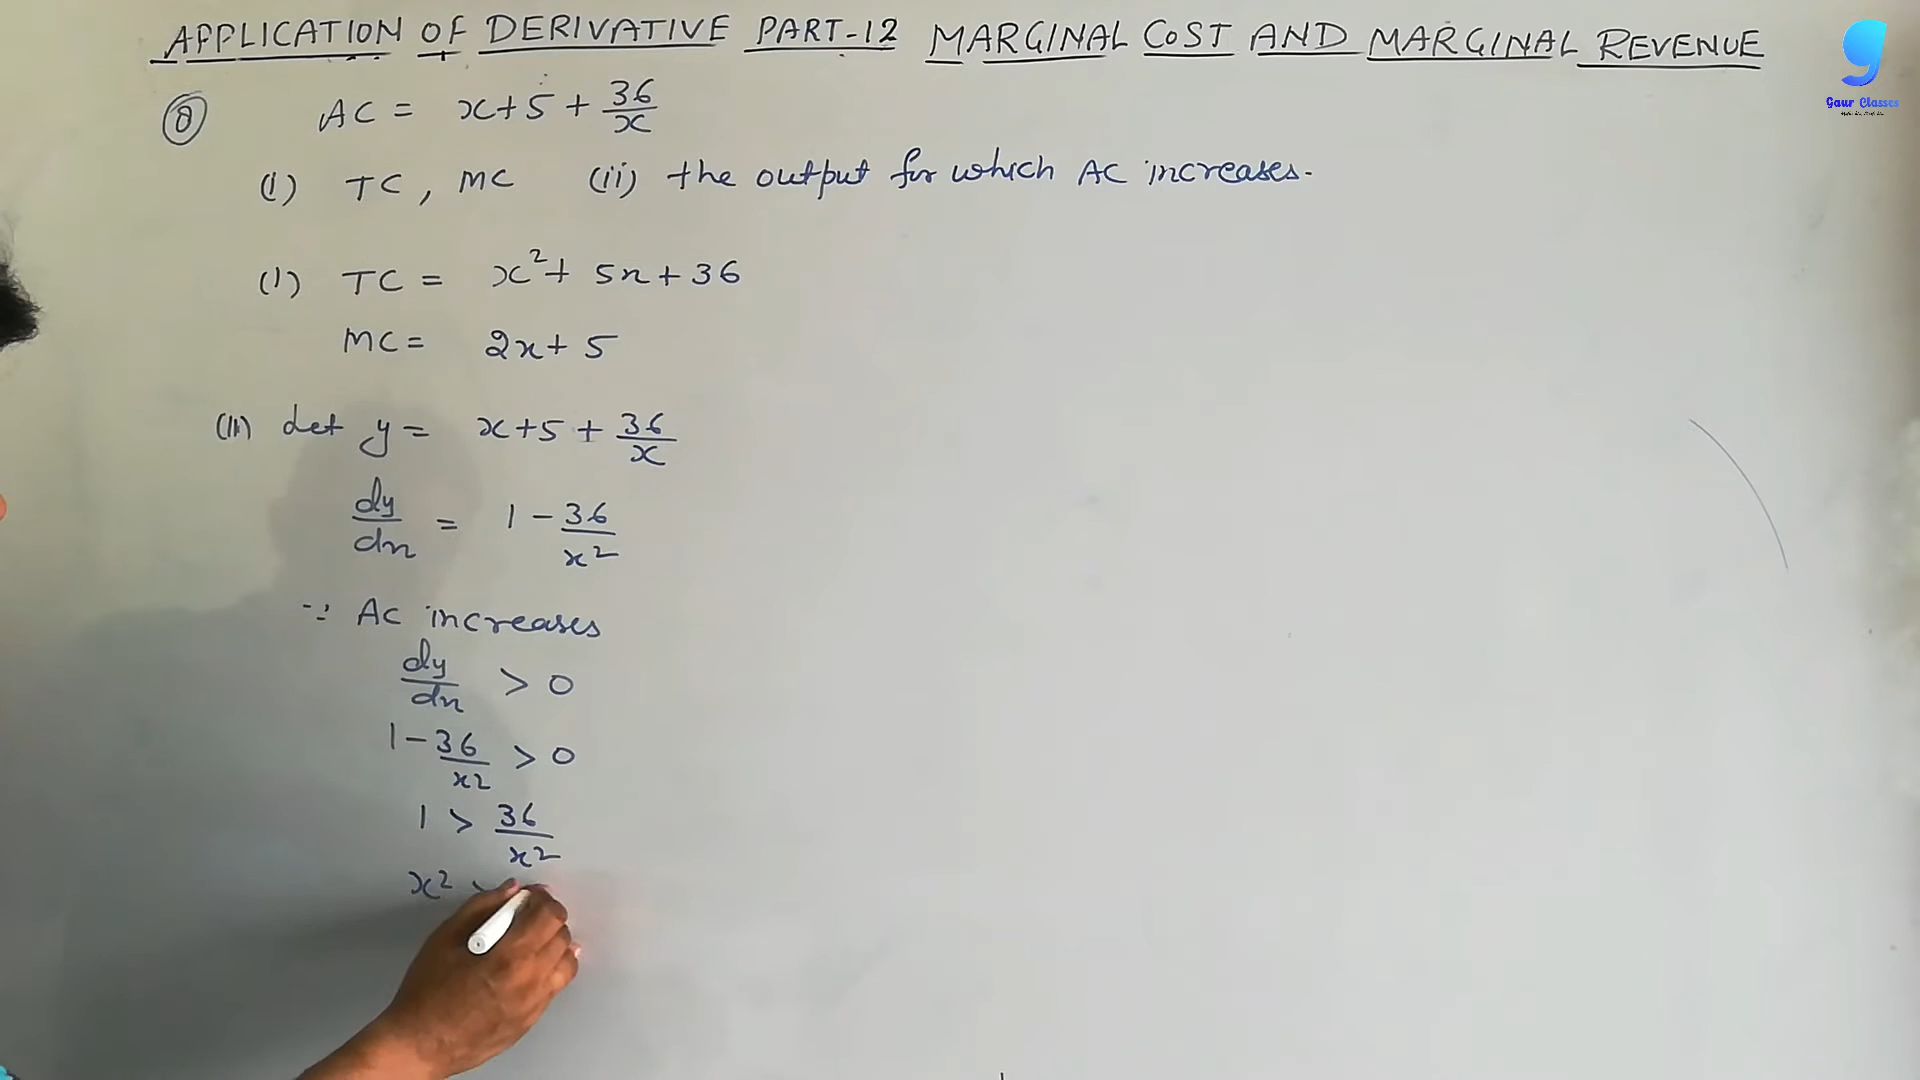 APPLICATION OF DERIVATIVE PART-12 MARGINAL COST AND MARGINAL REVENUE
Gaur Classes
⑧ AC = x+5+36/x
(i) TC, MC (ii) the output for which AC increases.
(i) TC = x²+5x+36
MC = 2x+5
(ii) Let y = x+5+36/x
dy/dx = 1-36/x²
∵ AC increases
dy/dx > 0
1-36/x² > 0
1 > 36/x²
x² >